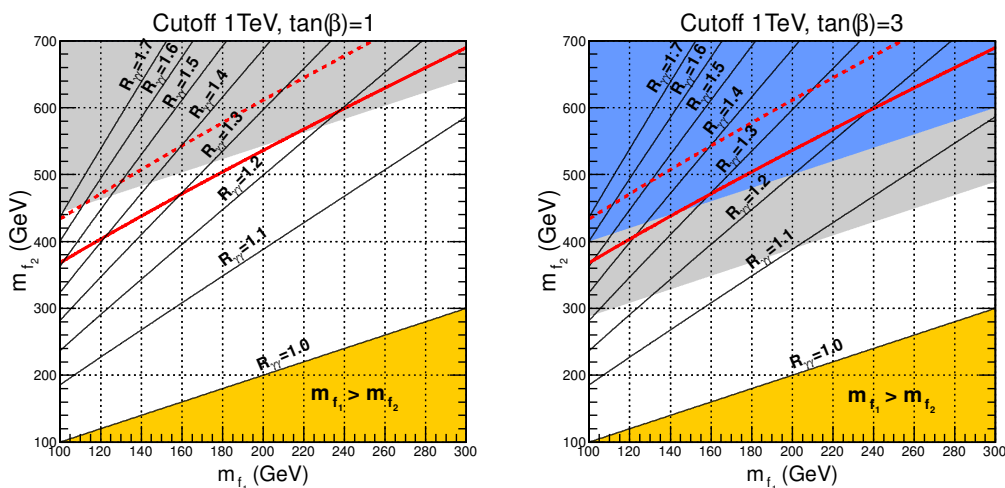 Cutoff 1TeV, tan(β)=1
m_f₂ (GeV)
700
600
500
400
300
200
100
R_γγ=1.7
R_γγ=1.6
R_γγ=1.5
R_γγ=1.4
R_γγ=1.3
R_γγ=1.2
R_γγ=1.1
R_γγ=1.0
m_f₁ > m_f₂
100 120 140 160 180 200 220 240 260 280 300
m_f₁ (GeV)
Cutoff 1TeV, tan(β)=3
m_f₂ (GeV)
700
600
500
400
300
200
100
R_γγ=1.7
R_γγ=1.6
R_γγ=1.5
R_γγ=1.4
R_γγ=1.3
R_γγ=1.2
R_γγ=1.1
R_γγ=1.0
m_f₁ > m_f₂
100 120 140 160 180 200 220 240 260 280 300
m_f₁ (GeV)